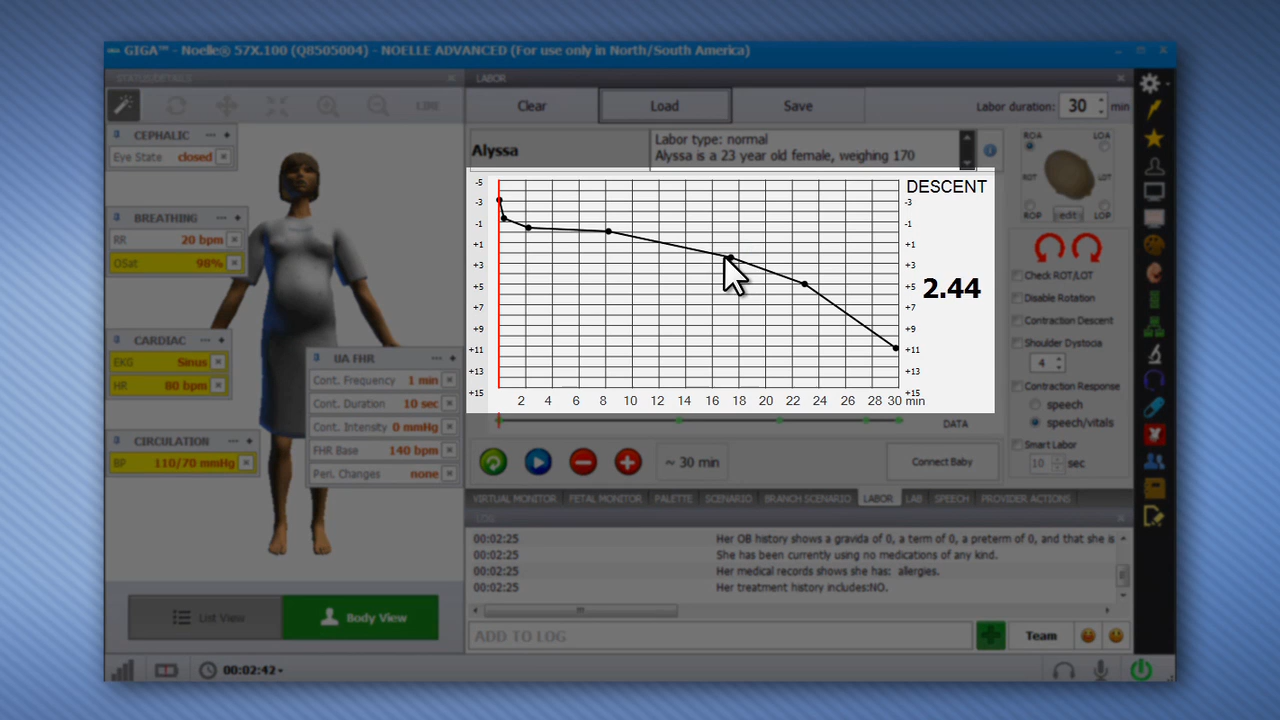 GIGA™ - Noelle® 57X.100 (Q8505004) - NOELLE ADVANCED (For use only in North/South America)
STATUS/DETAILS
LABOR
Clear
Load
Save
Labor duration: 30 min
Alyssa
Labor type: normal
Alyssa is a 23 year old female, weighing 170
CEPHALIC
Eye State closed
BREATHING
RR 20 bpm
OSat 98%
CARDIAC
EKG Sinus
HR 80 bpm
CIRCULATION
BP 110/70 mmHg
UA FHR
Cont. Frequency 1 min
Cont. Duration 10 sec
Cont. Intensity 0 mmHg
FHR Base 140 bpm
Peri. Changes none
List View
Body View
00:02:42
-5
-3
-1
+1
+3
+5
+7
+9
+11
+13
+15
DESCENT
-3
-1
+1
+3
+5
+7
+9
+11
+13
+15
2.44
2 4 6 8 10 12 14 16 18 20 22 24 26 28 30 min
DATA
~ 30 min
Connect Baby
ROA LOA
ROT LOT
ROP edit LOP
Check ROT/LOT
Disable Rotation
Contraction Descent
Shoulder Dystocia
4
Contraction Response
speech
speech/vitals
Smart Labor
10 sec
VIRTUAL MONITOR FETAL MONITOR PALETTE SCENARIO BRANCH SCENARIO LABOR LAB SPEECH PROVIDER ACTIONS
LOG
00:02:25 Her OB history shows a gravida of 0, a term of 0, a preterm of 0, and that she is
00:02:25 She has been currently using no medications of any kind.
00:02:25 Her medical records shows she has: allergies.
00:02:25 Her treatment history includes:NO.
ADD TO LOG
Team